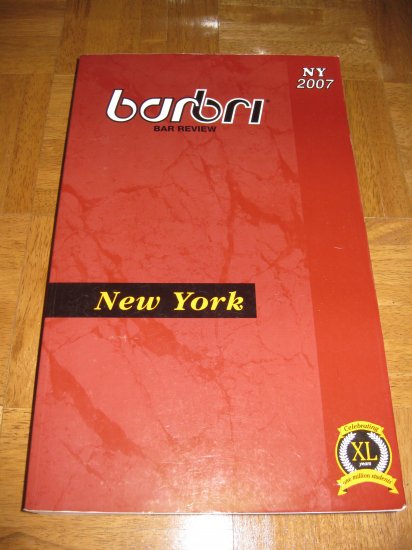 NY
2007
barbri®
BAR REVIEW
New York
Celebrating
XL
years
one million students